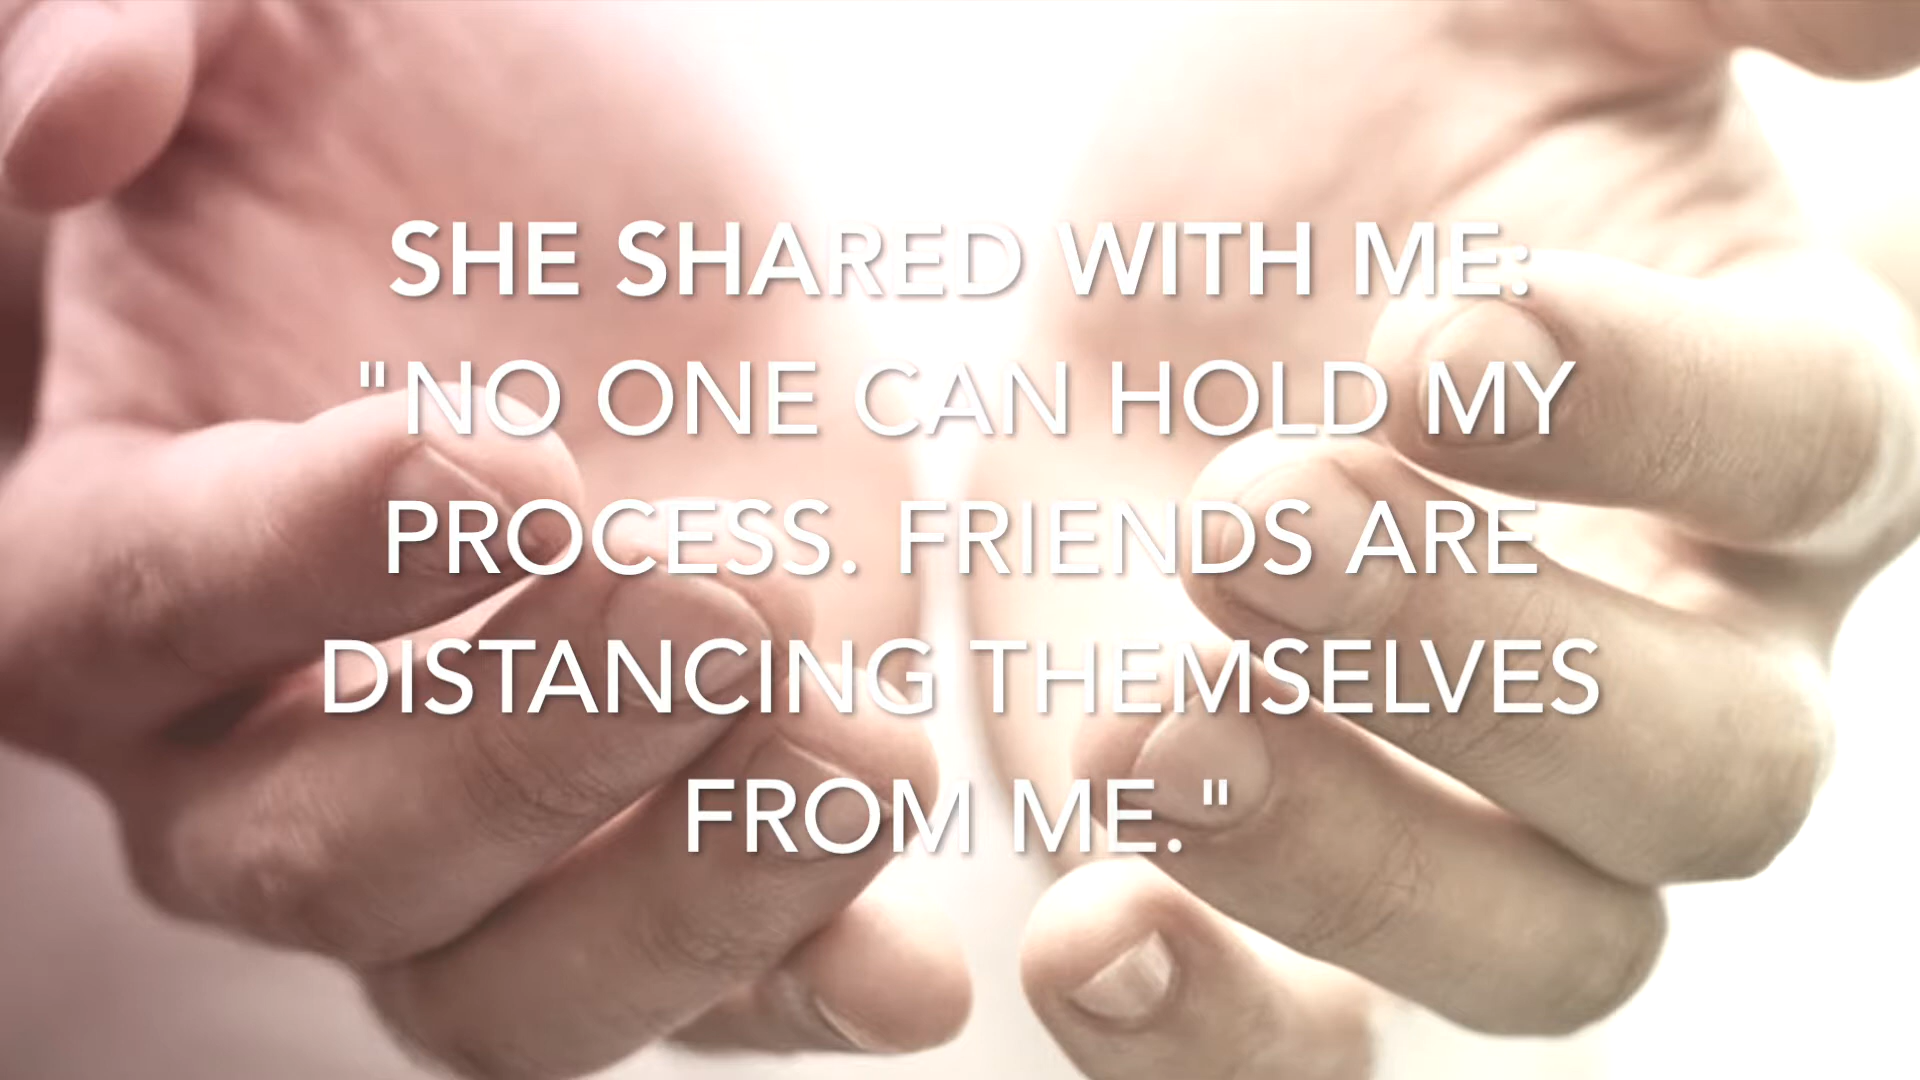 SHE SHARED WITH ME:
"NO ONE CAN HOLD MY
PROCESS. FRIENDS ARE
DISTANCING THEMSELVES
FROM ME."